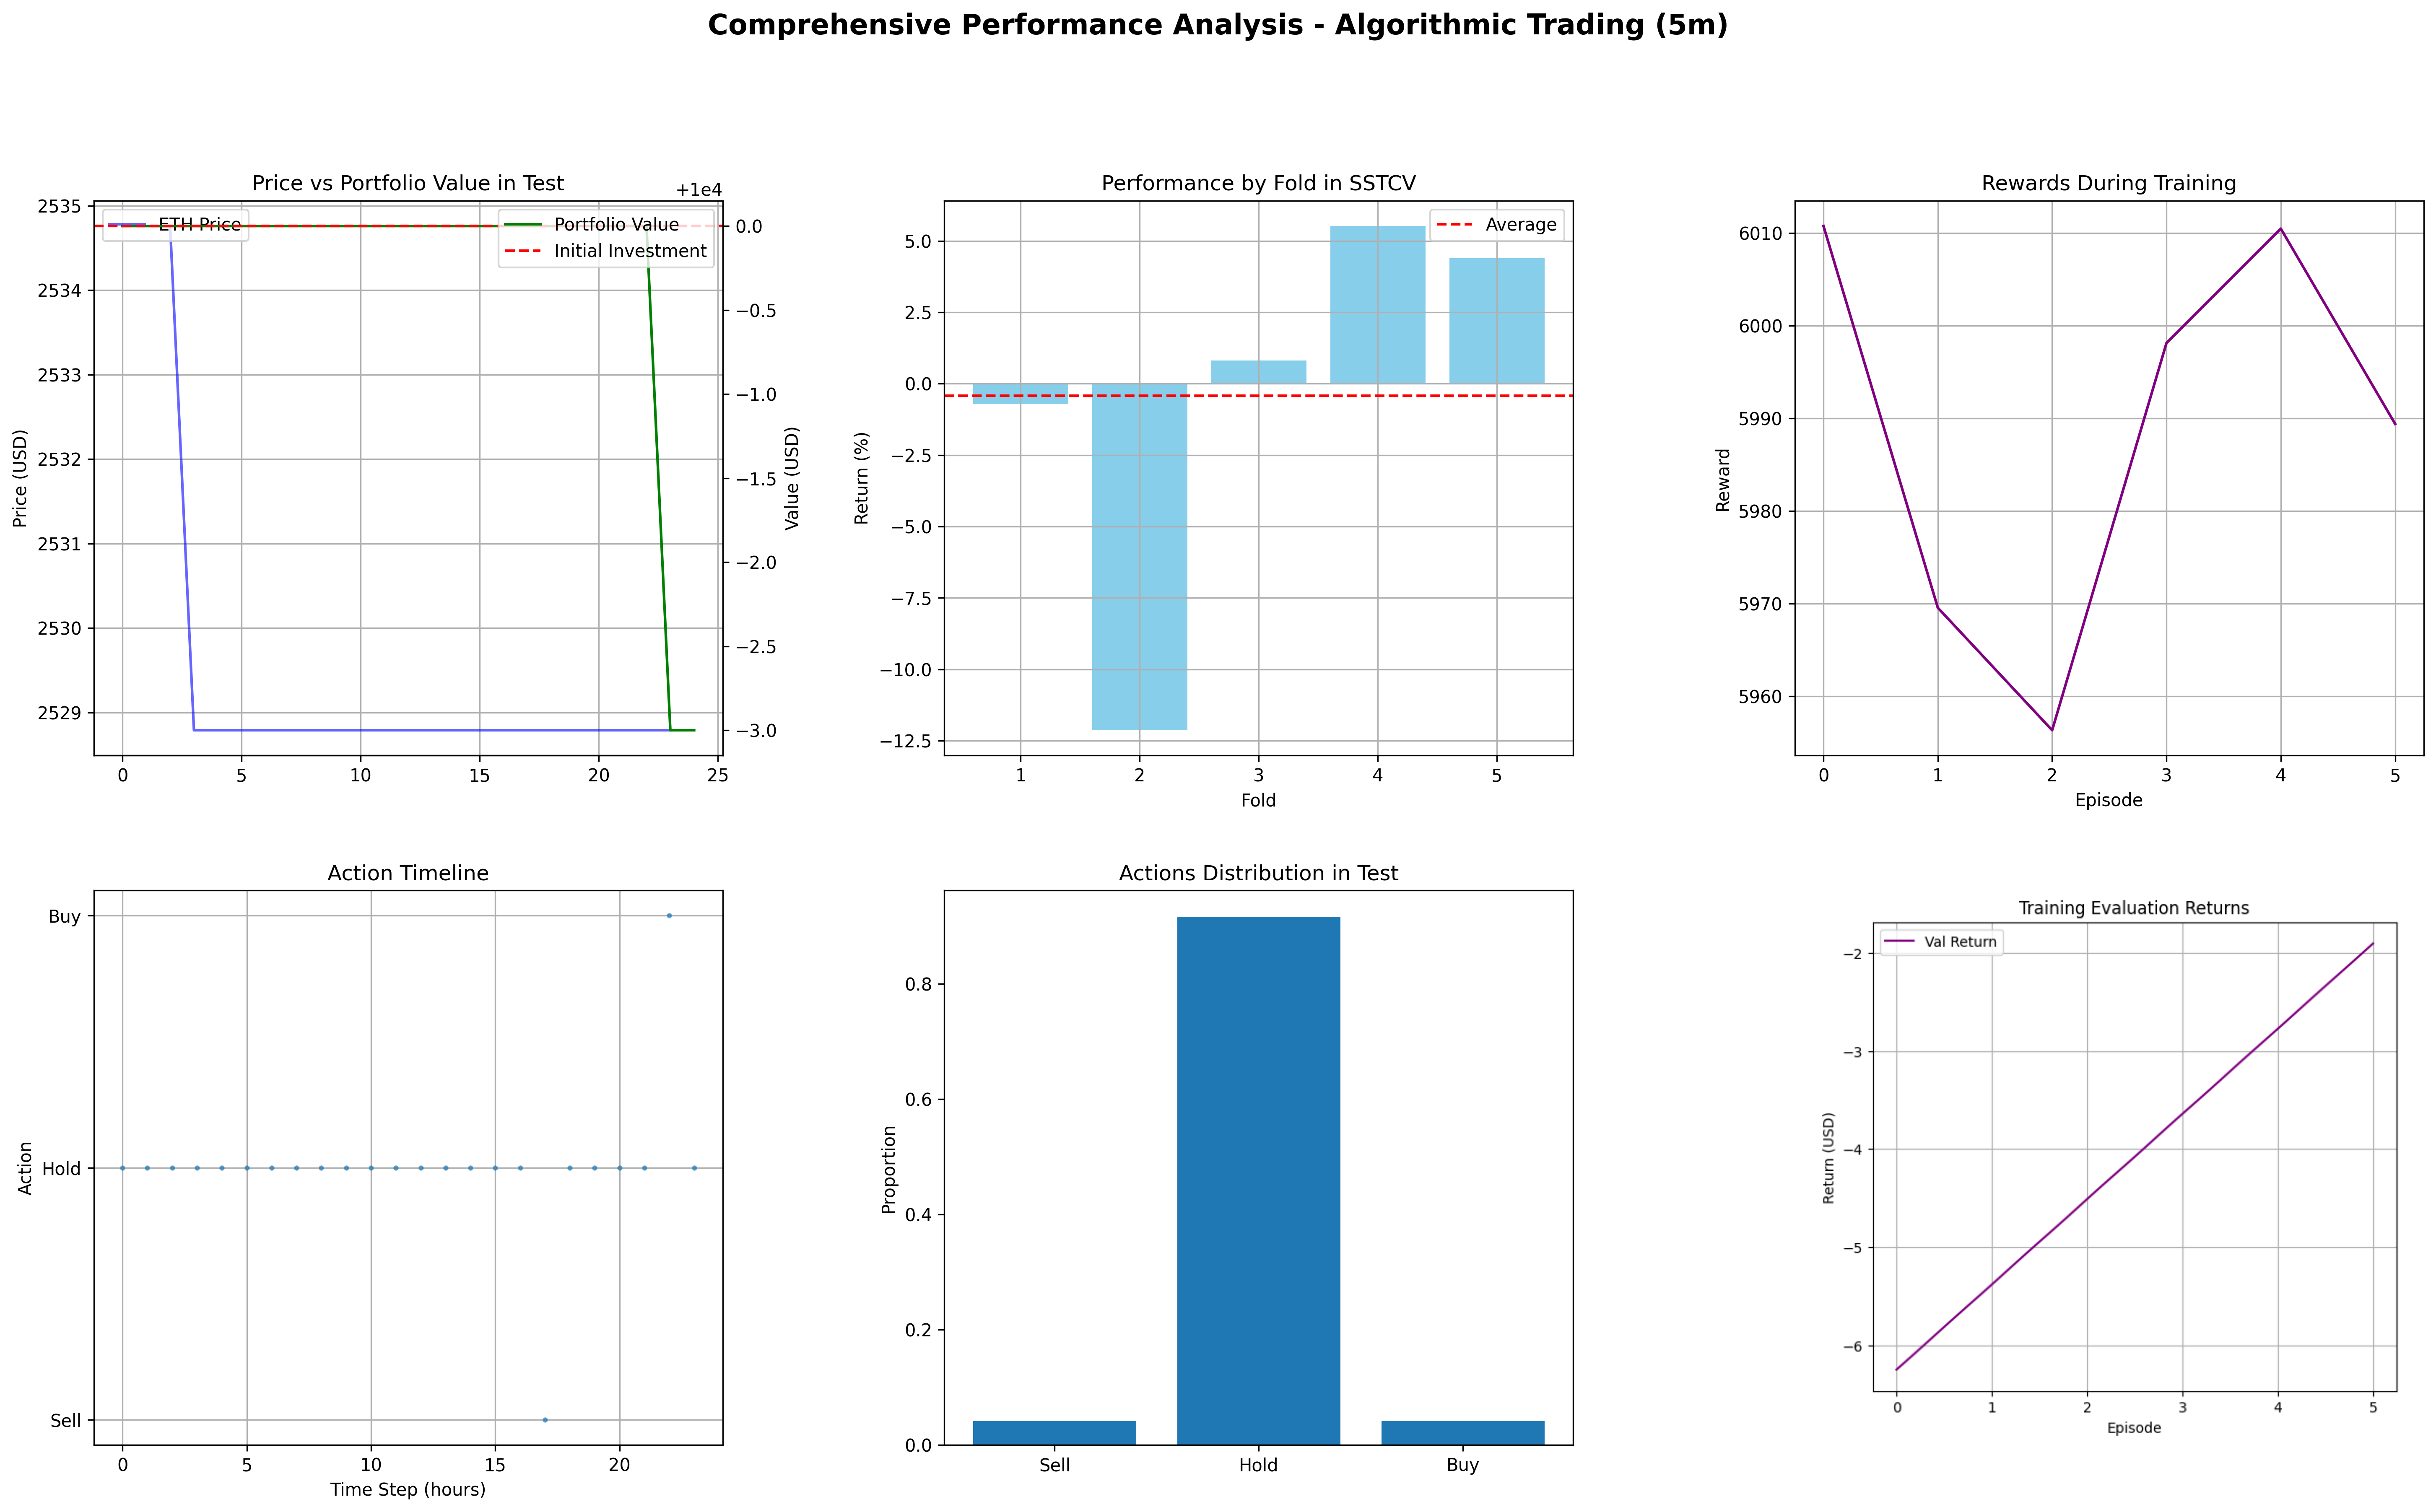 Comprehensive Performance Analysis - Algorithmic Trading (5m)
Price vs Portfolio Value in Test
+1e4
2535
2534
2533
2532
2531
2530
2529
Price (USD)
ETH Price
Portfolio Value
Initial Investment
0.0
−0.5
−1.0
−1.5
−2.0
−2.5
−3.0
Value (USD)
0 5 10 15 20 25
Performance by Fold in SSTCV
Average
5.0
2.5
0.0
−2.5
−5.0
−7.5
−10.0
−12.5
Return (%)
1 2 3 4 5
Fold
Rewards During Training
6010
6000
5990
5980
5970
5960
Reward
0 1 2 3 4 5
Episode
Action Timeline
Buy
Hold
Sell
Action
0 5 10 15 20
Time Step (hours)
Actions Distribution in Test
0.8
0.6
0.4
0.2
0.0
Proportion
Sell Hold Buy
Training Evaluation Returns
Val Return
−2
−3
−4
−5
−6
Return (USD)
0 1 2 3 4 5
Episode